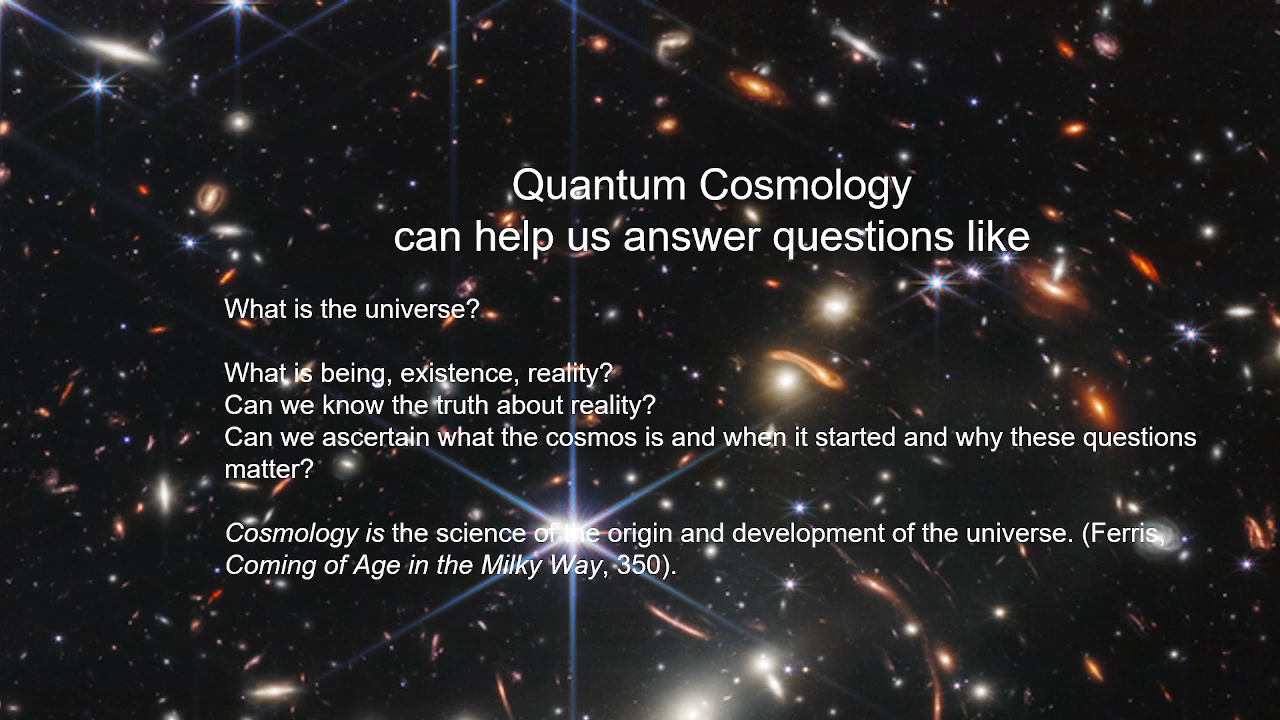 Quantum Cosmology
can help us answer questions like
What is the universe?
What is being, existence, reality?
Can we know the truth about reality?
Can we ascertain what the cosmos is and when it started and why these questions
matter?
Cosmology is the science of the origin and development of the universe. (Ferris,
Coming of Age in the Milky Way, 350).